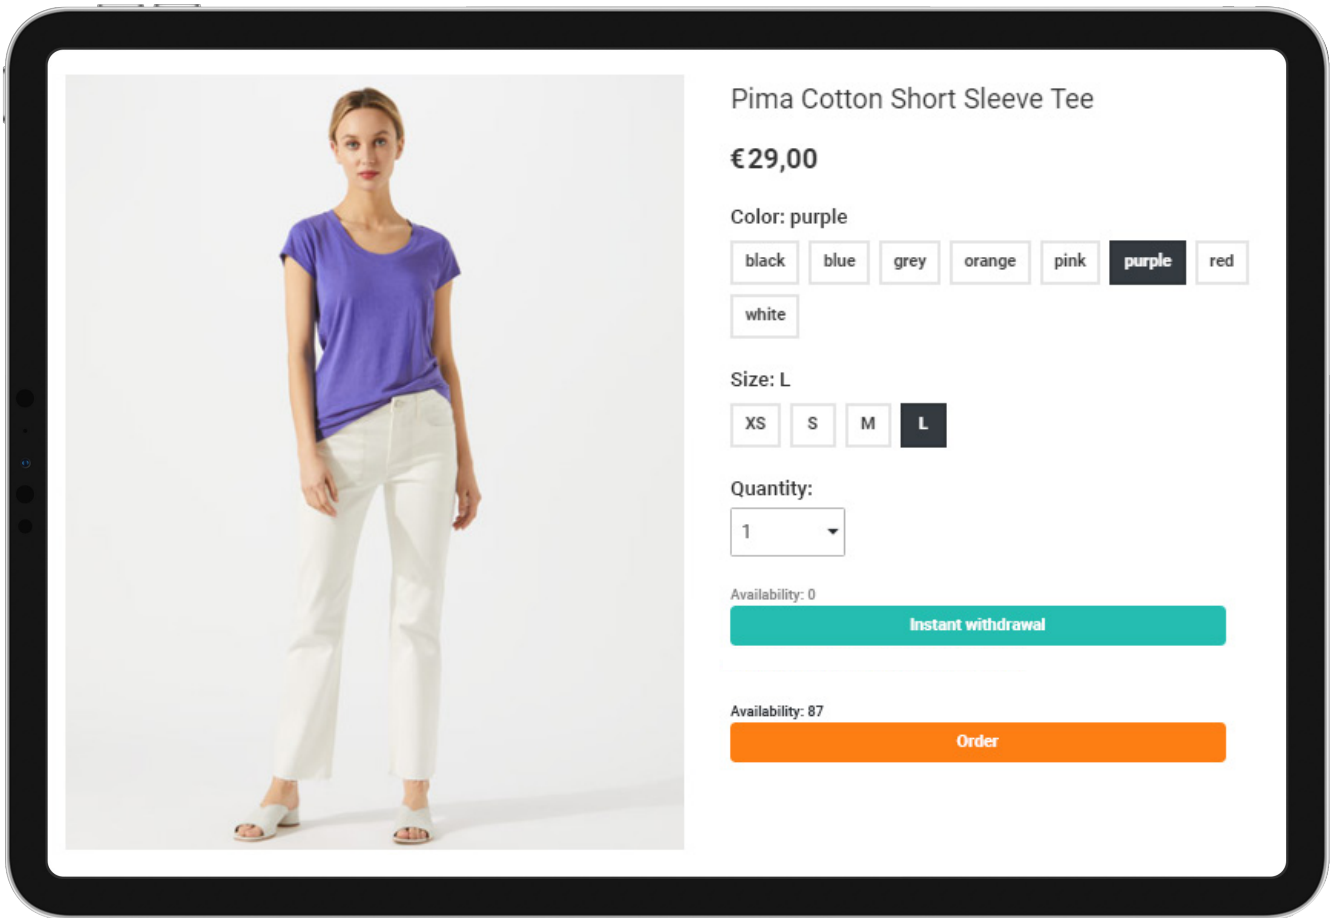 Pima Cotton Short Sleeve Tee
€29,00
Color: purple
black blue grey orange pink purple red
white
Size: L
XS S M L
Quantity:
1
Availability: 0
Instant withdrawal
Availability: 87
Order